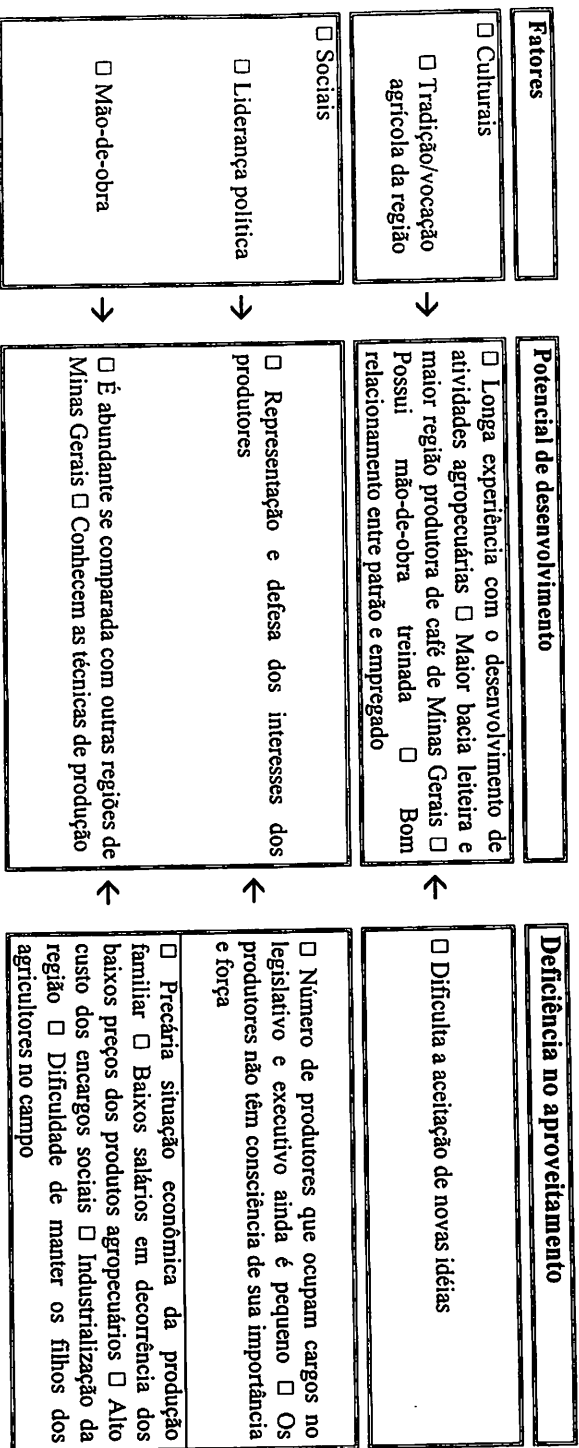 Fatores
Potencial de desenvolvimento
Deficiência no aproveitamento
□ Culturais
□ Tradição/vocação
agrícola da região
→
□ Longa experiência com o desenvolvimento de
atividades agropecuárias □ Maior bacia leiteira e
maior região produtora de café de Minas Gerais □
Possui mão-de-obra treinada □ Bom
relacionamento entre patrão e empregado
←
□ Dificulta a aceitação de novas idéias
□ Sociais
□ Liderança política
→
□ Representação e defesa dos interesses dos
produtores
←
□ Número de produtores que ocupam cargos no
legislativo e executivo ainda é pequeno □ Os
produtores não têm consciência de sua importância
e força
□ Mão-de-obra
→
□ É abundante se comparada com outras regiões de
Minas Gerais □ Conhecem as técnicas de produção
←
□ Precária situação econômica da produção
familiar □ Baixos salários em decorrência dos
baixos preços dos produtos agropecuários □ Alto
custo dos encargos sociais □ Industrialização da
região □ Dificuldade de manter os filhos dos
agricultores no campo